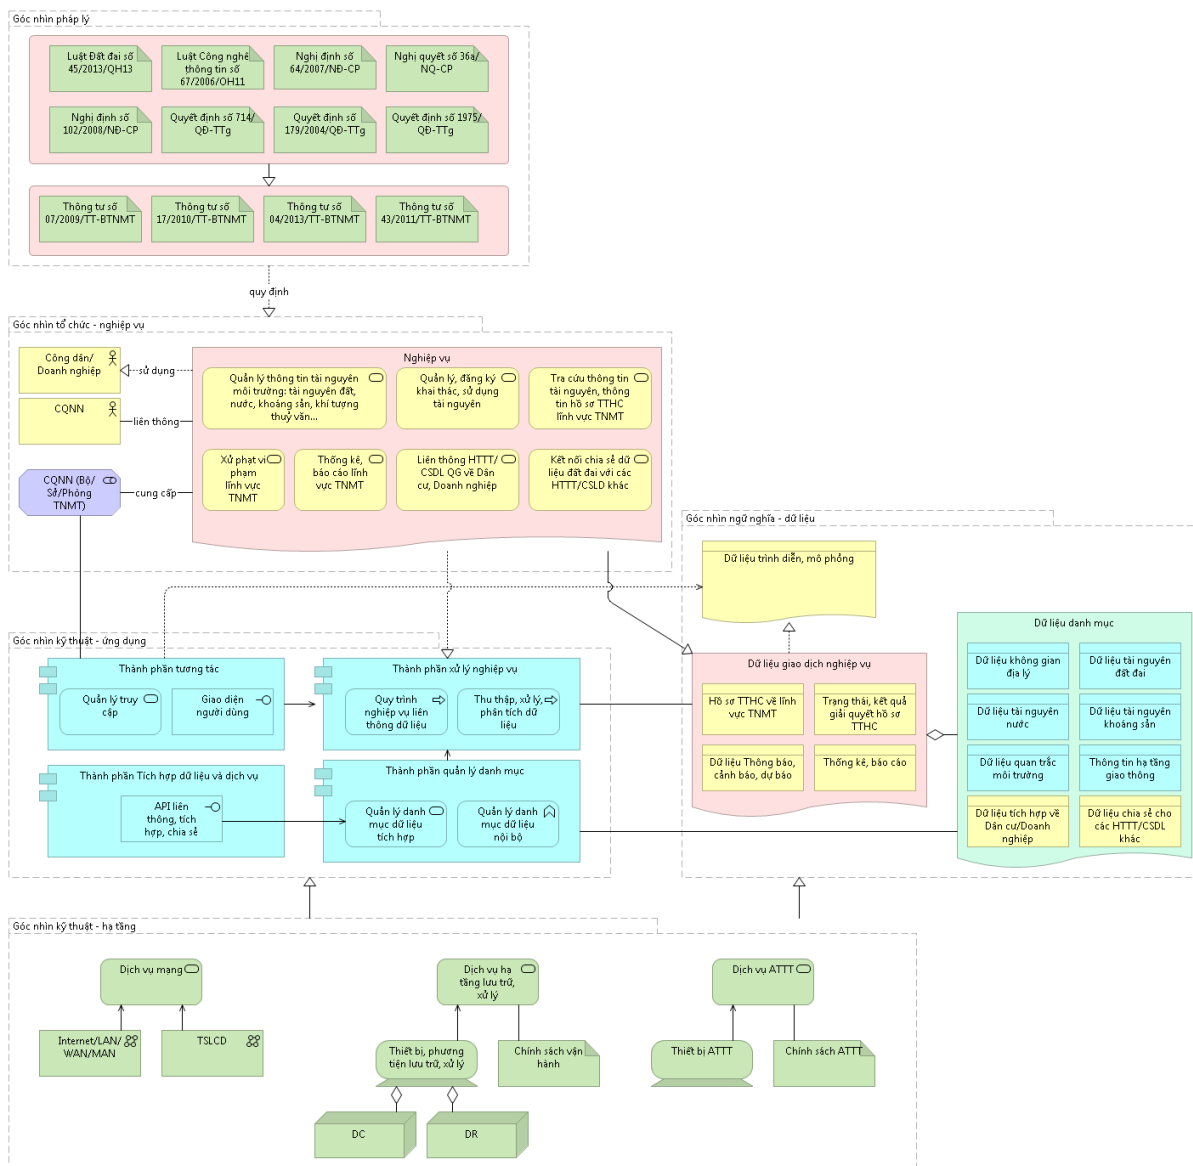 Góc nhìn pháp lý
Luật Đất đai số
45/2013/QH13
Luật Công nghệ
thông tin số
67/2006/QH11
Nghị định số
64/2007/NĐ-CP
Nghị quyết số 36a/
NQ-CP
Nghị định số
102/2008/NĐ-CP
Quyết định số 714/
QĐ-TTg
Quyết định số
179/2004/QĐ-TTg
Quyết định số 1975/
QĐ-TTg
Thông tư số
07/2009/TT-BTNMT
Thông tư số
17/2010/TT-BTNMT
Thông tư số
04/2013/TT-BTNMT
Thông tư số
43/2011/TT-BTNMT
quy định
Góc nhìn tổ chức - nghiệp vụ
Công dân/
Doanh nghiệp
sử dụng
CQNN
liên thông
CQNN (Bộ/
Sở/Phòng
TNMT)
cung cấp
Nghiệp vụ
Quản lý thông tin tài nguyên
môi trường: tài nguyên đất,
nước, khoáng sản, khí tượng
thuỷ văn...
Quản lý, đăng ký
khai thác, sử dụng
tài nguyên
Tra cứu thông tin
tài nguyên, thông
tin hồ sơ TTHC
lĩnh vực TNMT
Xử phạt vi
phạm
lĩnh vực
TNMT
Thống kê,
báo cáo lĩnh
vực TNMT
Liên thông HTTT/
CSDL QG về Dân
cư, Doanh nghiệp
Kết nối chia sẻ dữ
liệu đất đai với các
HTTT/CSLD khác
Góc nhìn ngữ nghĩa - dữ liệu
Dữ liệu trình diễn, mô phỏng
Dữ liệu giao dịch nghiệp vụ
Hồ sơ TTHC về lĩnh
vực TNMT
Trạng thái, kết quả
giải quyết hồ sơ
TTHC
Dữ liệu Thông báo,
cảnh báo, dự báo
Thống kê, báo cáo
Dữ liệu danh mục
Dữ liệu không gian
địa lý
Dữ liệu tài nguyên
đất đai
Dữ liệu tài nguyên
nước
Dữ liệu tài nguyên
khoáng sản
Dữ liệu quan trắc
môi trường
Thông tin hạ tầng
giao thông
Dữ liệu tích hợp về
Dân cư/Doanh
nghiệp
Dữ liệu chia sẻ cho
các HTTT/CSDL
khác
Góc nhìn kỹ thuật - ứng dụng
Thành phần tương tác
Quản lý truy
cập
Giao diện
người dùng
Thành phần xử lý nghiệp vụ
Quy trình
nghiệp vụ liên
thông dữ liệu
Thu thập, xử lý,
phân tích dữ
liệu
Thành phần Tích hợp dữ liệu và dịch vụ
API liên
thông, tích
hợp, chia sẻ
Thành phần quản lý danh mục
Quản lý danh
mục dữ liệu
tích hợp
Quản lý danh
mục dữ liệu
nội bộ
Góc nhìn kỹ thuật - hạ tầng
Dịch vụ mạng
Internet/LAN/
WAN/MAN
TSLCD
Dịch vụ hạ
tầng lưu trữ,
xử lý
Thiết bị, phương
tiện lưu trữ, xử lý
Chính sách vận
hành
DC
DR
Dịch vụ ATTT
Thiết bị ATTT
Chính sách ATTT